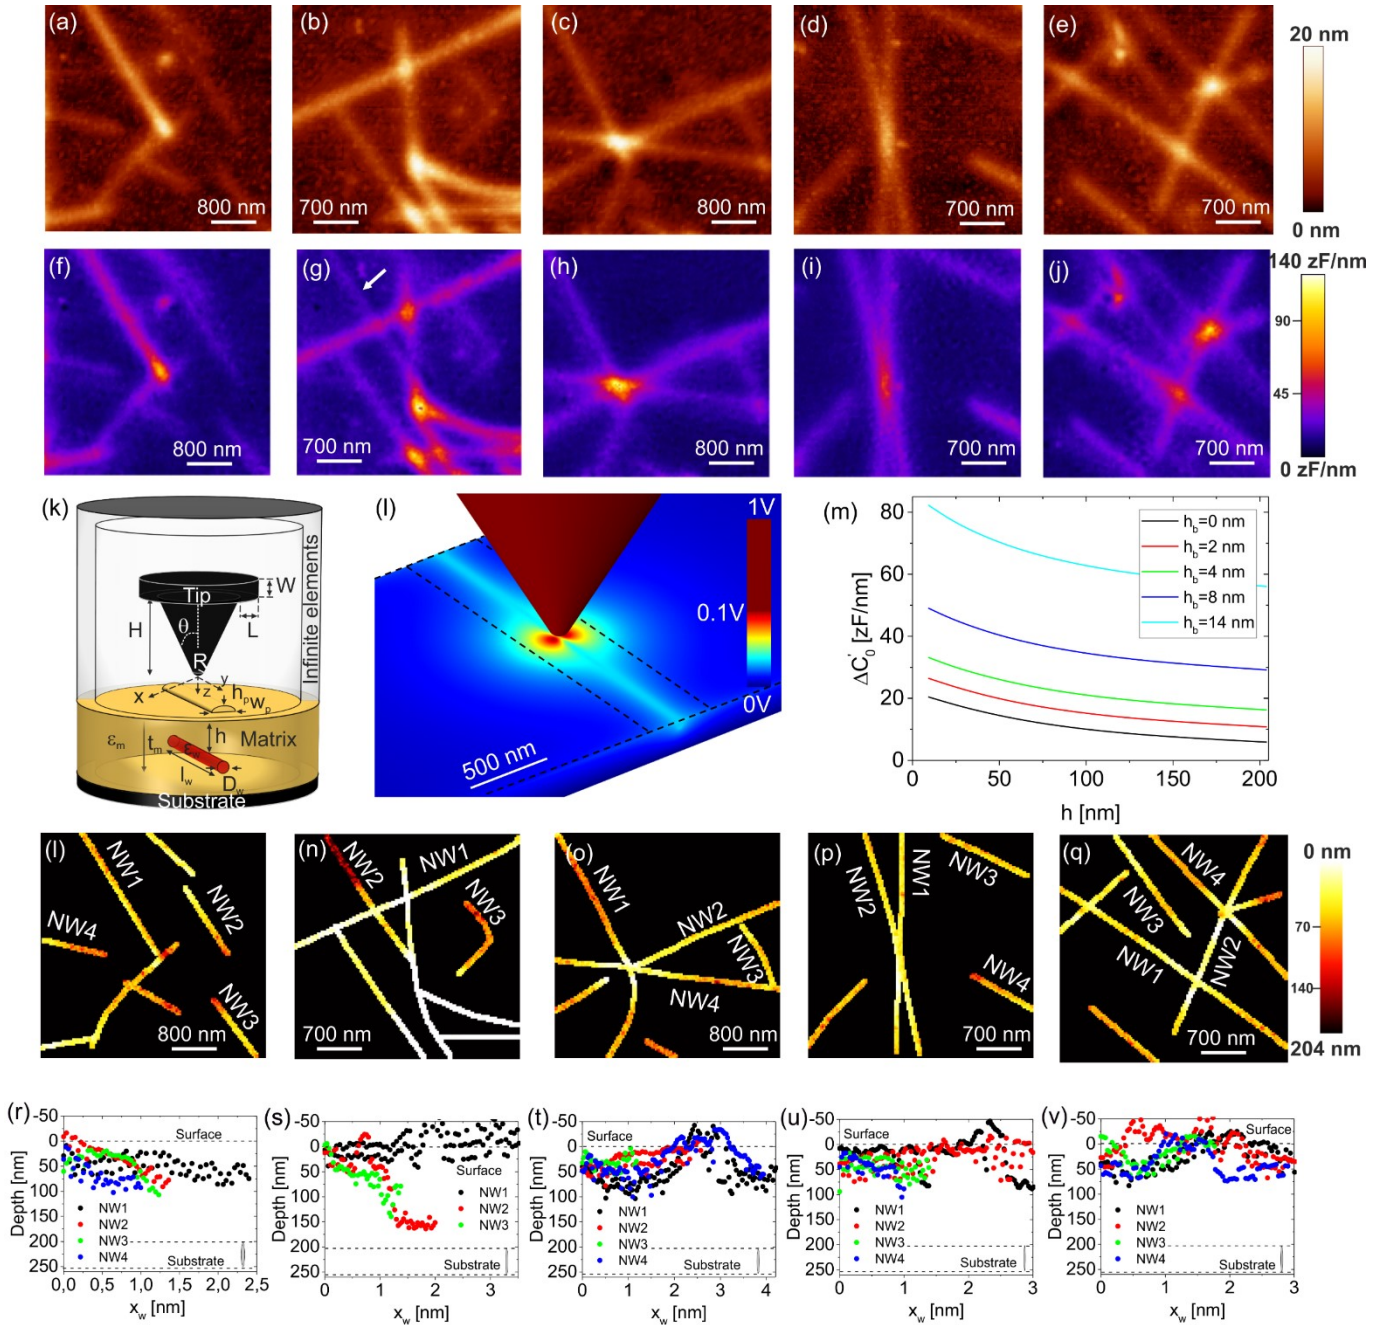 (a)
(b)
(c)
(d)
(e)
20 nm
0 nm
800 nm
700 nm
800 nm
700 nm
700 nm
(f)
(g)
(h)
(i)
(j)
140 zF/nm
90
45
0 zF/nm
800 nm
700 nm
800 nm
700 nm
700 nm
(k)
Tip
W
H
θ
L
R
Infinite elements
x
y
z
h_p
w_p
ε_m
t_m
h
Matrix
l_w
D_w
Substrate
(l)
1V
0.1V
0V
500 nm
(m)
80
60
40
20
0
ΔC₀' [zF/nm]
h_b=0 nm
h_b=2 nm
h_b=4 nm
h_b=8 nm
h_b=14 nm
0
50
100
150
200
h [nm]
(l)
NW1
NW2
NW4
NW3
800 nm
(n)
NW1
NW2
NW3
700 nm
(o)
NW1
NW2
NW3
NW4
800 nm
(p)
NW1
NW2
NW3
NW4
700 nm
(q)
NW4
NW3
NW2
NW1
700 nm
0 nm
70
140
204 nm
(r)
-50
0
50
100
150
200
250
Depth [nm]
Surface
NW1
NW2
NW3
NW4
Substrate
0,0 0,5 1,0 1,5 2,0 2,5
x_w [nm]
(s)
-50
0
50
100
150
200
250
Depth [nm]
Surface
NW1
NW2
NW3
Substrate
0 1 2 3
x_w [nm]
(t)
-50
0
50
100
150
200
250
Depth [nm]
Surface
NW1
NW2
NW3
NW4
Substrate
0 1 2 3 4
x_w [nm]
(u)
-50
0
50
100
150
200
250
Depth [nm]
Surface
NW1
NW2
NW3
NW4
Substrate
0 1 2 3
x_w [nm]
(v)
-50
0
50
100
150
200
250
Depth [nm]
Surface
NW1
NW2
NW3
NW4
Substrate
0 1 2 3
x_w [nm]